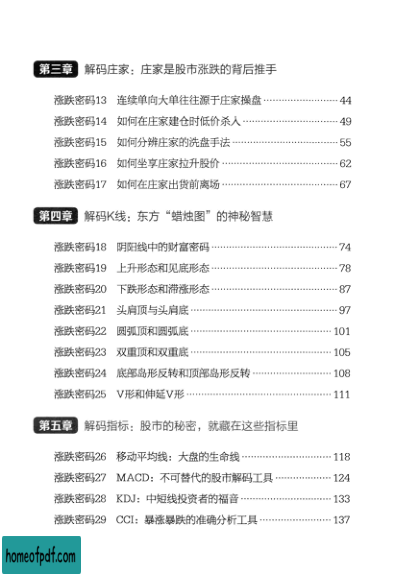 第三章 解码庄家：庄家是股市涨跌的背后推手
涨跌密码13 连续单向大单往往源于庄家操盘 44
涨跌密码14 如何在庄家建仓时低价杀入 49
涨跌密码15 如何分辨庄家的洗盘手法 55
涨跌密码16 如何坐享庄家拉升股价 62
涨跌密码17 如何在庄家出货前离场 67
第四章 解码K线：东方“蜡烛图”的神秘智慧
涨跌密码18 阴阳线中的财富密码 74
涨跌密码19 上升形态和见底形态 78
涨跌密码20 下跌形态和滞涨形态 87
涨跌密码21 头肩顶与头肩底 97
涨跌密码22 圆弧顶和圆弧底 101
涨跌密码23 双重顶和双重底 105
涨跌密码24 底部岛形反转和顶部岛形反转 108
涨跌密码25 V形和伸延V形 111
第五章 解码指标：股市的秘密，就藏在这些指标里
涨跌密码26 移动平均线：大盘的生命线 118
涨跌密码27 MACD：不可替代的股市解码工具 124
涨跌密码28 KDJ：中短线投资者的福音 133
涨跌密码29 CCI：暴涨暴跌的准确分析工具 137
homeofpdf.com